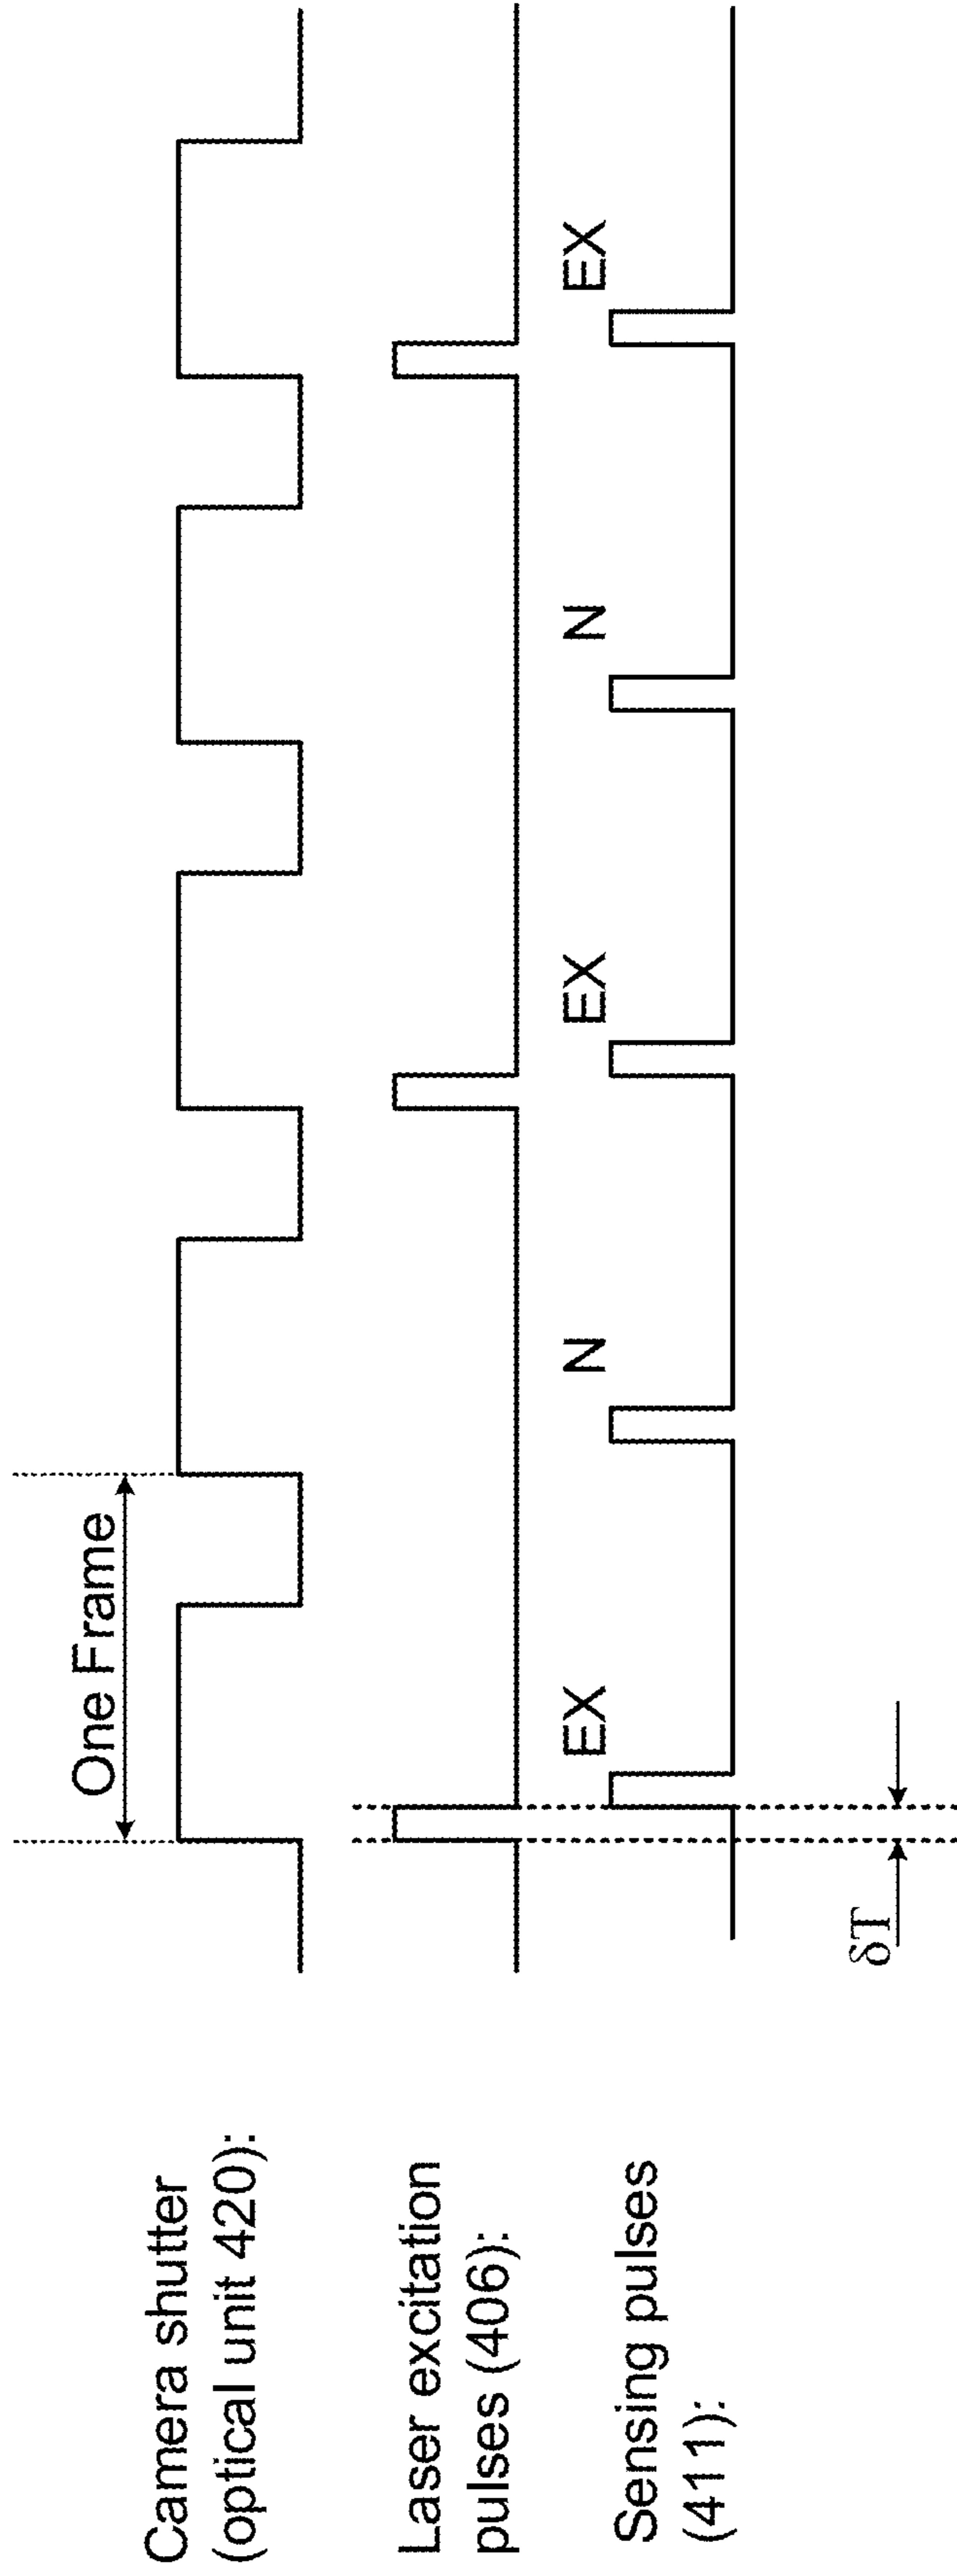 One Frame
Camera shutter
(optical unit 420):
Laser excitation
pulses (406):
EX
N
EX
N
EX
Sensing pulses
(411):
δT